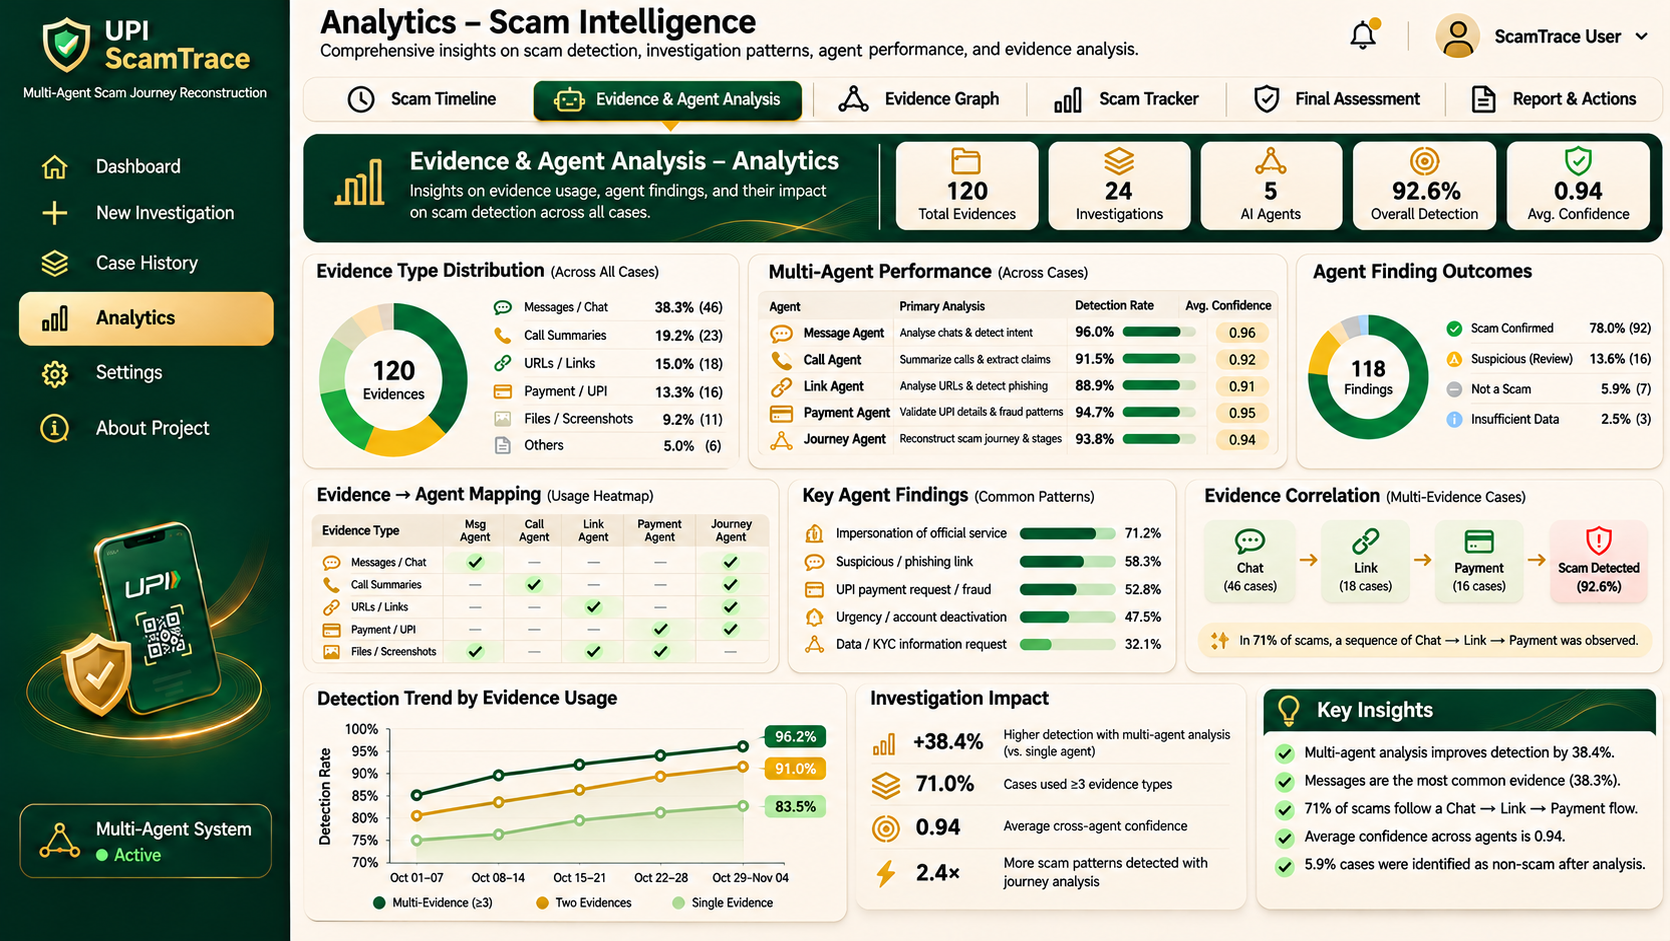 UPI
ScamTrace
Multi-Agent Scam Journey Reconstruction
Dashboard
New Investigation
Case History
Analytics
Settings
About Project
UPI
Multi-Agent System
Active
Analytics – Scam Intelligence
Comprehensive insights on scam detection, investigation patterns, agent performance, and evidence analysis.
ScamTrace User
Scam Timeline
Evidence & Agent Analysis
Evidence Graph
Scam Tracker
Final Assessment
Report & Actions
Evidence & Agent Analysis – Analytics
Insights on evidence usage, agent findings, and their impact
on scam detection across all cases.
120
Total Evidences
24
Investigations
5
AI Agents
92.6%
Overall Detection
0.94
Avg. Confidence
Evidence Type Distribution (Across All Cases)
120
Evidences
Messages / Chat 38.3% (46)
Call Summaries 19.2% (23)
URLs / Links 15.0% (18)
Payment / UPI 13.3% (16)
Files / Screenshots 9.2% (11)
Others 5.0% (6)
Multi-Agent Performance (Across Cases)
Agent Primary Analysis Detection Rate Avg. Confidence
Message Agent Analyse chats & detect intent 96.0% 0.96
Call Agent Summarize calls & extract claims 91.5% 0.92
Link Agent Analyse URLs & detect phishing 88.9% 0.91
Payment Agent Validate UPI details & fraud patterns 94.7% 0.95
Journey Agent Reconstruct scam journey & stages 93.8% 0.94
Agent Finding Outcomes
118
Findings
Scam Confirmed 78.0% (92)
Suspicious (Review) 13.6% (16)
Not a Scam 5.9% (7)
Insufficient Data 2.5% (3)
Evidence → Agent Mapping (Usage Heatmap)
Evidence Type Msg Agent Call Agent Link Agent Payment Agent Journey Agent
Messages / Chat ✓ — — — ✓
Call Summaries — ✓ — — ✓
URLs / Links — — ✓ — ✓
Payment / UPI — — — ✓ ✓
Files / Screenshots ✓ — ✓ ✓ —
Key Agent Findings (Common Patterns)
Impersonation of official service 71.2%
Suspicious / phishing link 58.3%
UPI payment request / fraud 52.8%
Urgency / account deactivation 47.5%
Data / KYC information request 32.1%
Evidence Correlation (Multi-Evidence Cases)
Chat
(46 cases)
→
Link
(18 cases)
→
Payment
(16 cases)
→
Scam Detected
(92.6%)
In 71% of scams, a sequence of Chat → Link → Payment was observed.
Detection Trend by Evidence Usage
Detection Rate
100%
95%
90%
85%
80%
75%
70%
96.2%
91.0%
83.5%
Oct 01–07 Oct 08–14 Oct 15–21 Oct 22–28 Oct 29–Nov 04
Multi-Evidence (≥3) Two Evidences Single Evidence
Investigation Impact
+38.4% Higher detection with multi-agent analysis
(vs. single agent)
71.0% Cases used ≥3 evidence types
0.94 Average cross-agent confidence
2.4× More scam patterns detected with
journey analysis
Key Insights
Multi-agent analysis improves detection by 38.4%.
Messages are the most common evidence (38.3%).
71% of scams follow a Chat → Link → Payment flow.
Average confidence across agents is 0.94.
5.9% cases were identified as non-scam after analysis.